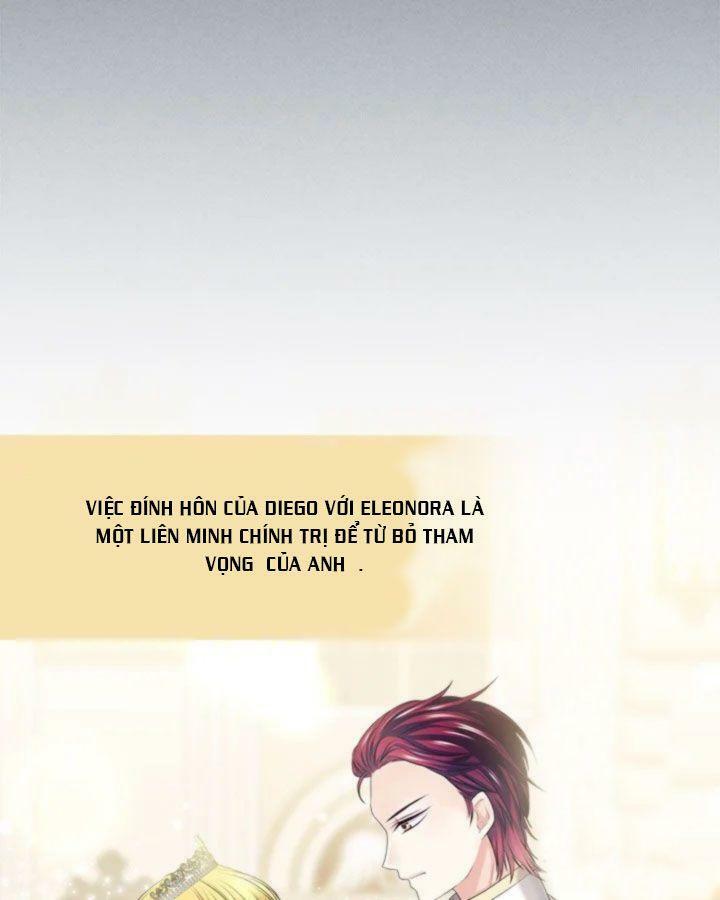 VIỆC ĐÍNH HÔN CỦA DIEGO VỚI ELEONORA LÀ
MỘT LIÊN MINH CHÍNH TRỊ ĐỂ TỪ BỎ THAM
VỌNG CỦA ANH .